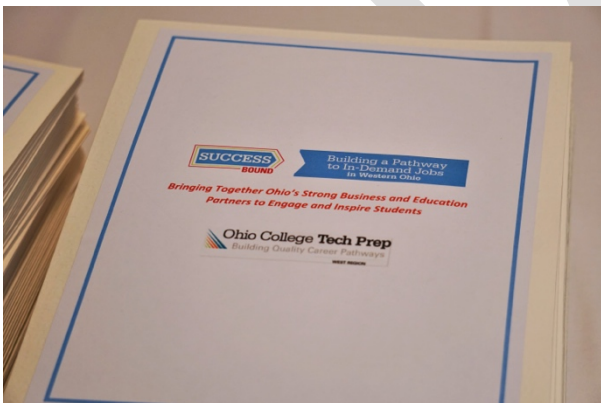 SUCCESS
BOUND
Building a Pathway
to In-Demand Jobs
in Western Ohio
Bringing Together Ohio's Strong Business and Education
Partners to Engage and Inspire Students
Ohio College Tech Prep
Building Quality Career Pathways
WEST REGION